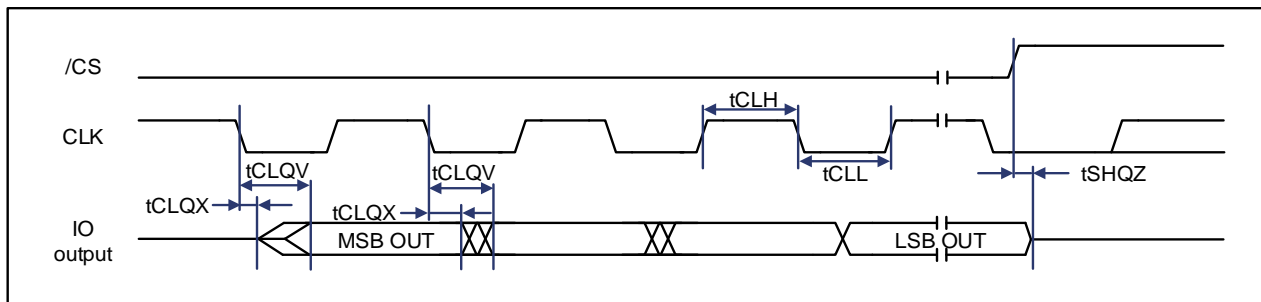 /CS
tCLH
CLK
tCLL
tCLQV
tCLQV
tSHQZ
tCLQX
tCLQX
IO
output
MSB OUT
LSB OUT